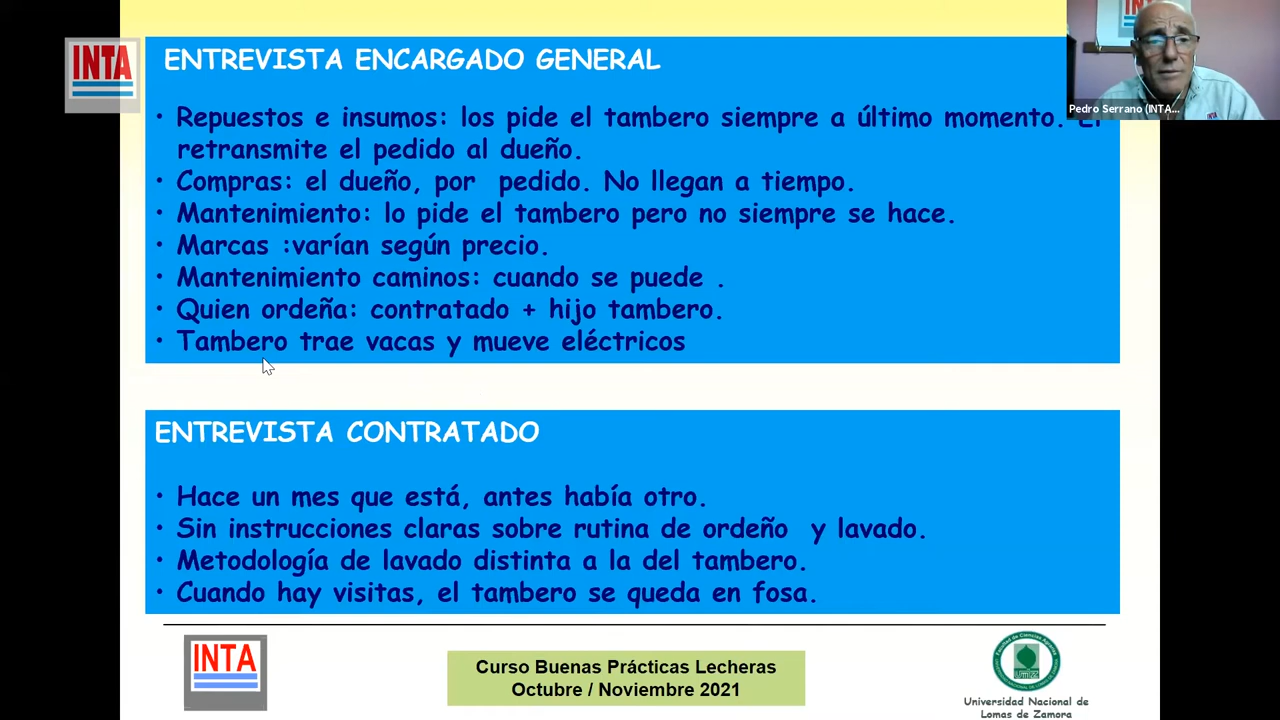 INTA
ENTREVISTA ENCARGADO GENERAL
• Repuestos e insumos: los pide el tambero siempre a último momento. El
retransmite el pedido al dueño.
• Compras: el dueño, por pedido. No llegan a tiempo.
• Mantenimiento: lo pide el tambero pero no siempre se hace.
• Marcas :varían según precio.
• Mantenimiento caminos: cuando se puede .
• Quien ordeña: contratado + hijo tambero.
• Tambero trae vacas y mueve eléctricos
Pedro Serrano (INTA...
ENTREVISTA CONTRATADO
• Hace un mes que está, antes había otro.
• Sin instrucciones claras sobre rutina de ordeño y lavado.
• Metodología de lavado distinta a la del tambero.
• Cuando hay visitas, el tambero se queda en fosa.
INTA
Curso Buenas Prácticas Lecheras
Octubre / Noviembre 2021
Universidad Nacional de
Lomas de Zamora